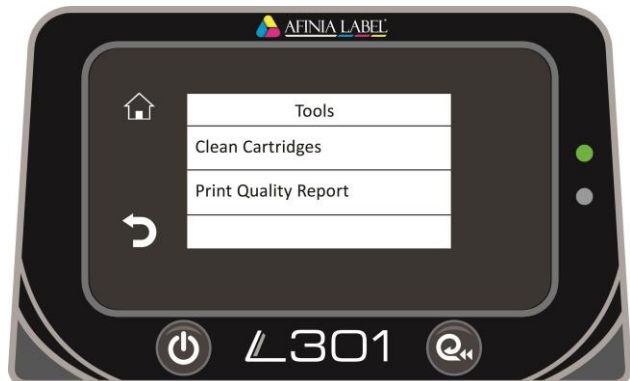 AFINIA LABEL
Tools
Clean Cartridges
Print Quality Report
L301